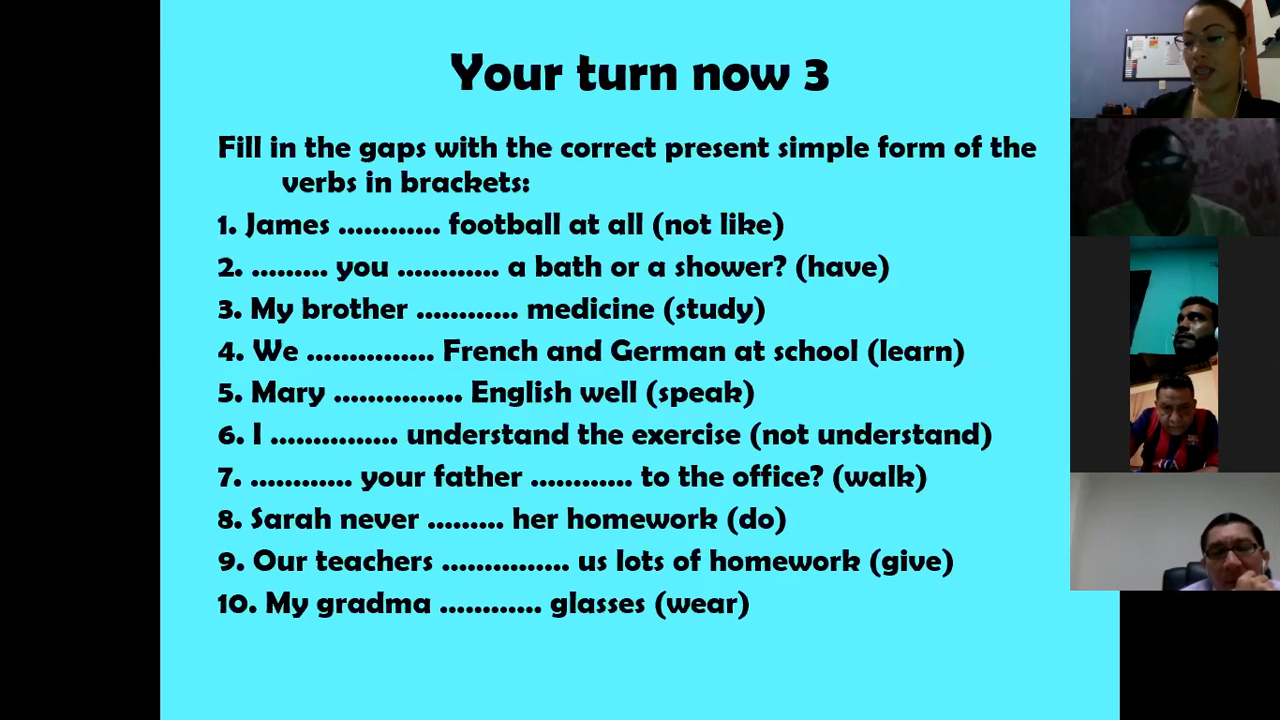 Your turn now 3
Fill in the gaps with the correct present simple form of the
verbs in brackets:
1. James ............ football at all (not like)
2. ......... you ............ a bath or a shower? (have)
3. My brother ............ medicine (study)
4. We ............... French and German at school (learn)
5. Mary ............... English well (speak)
6. I ............... understand the exercise (not understand)
7. ............ your father ............ to the office? (walk)
8. Sarah never ......... her homework (do)
9. Our teachers ............... us lots of homework (give)
10. My gradma ............ glasses (wear)